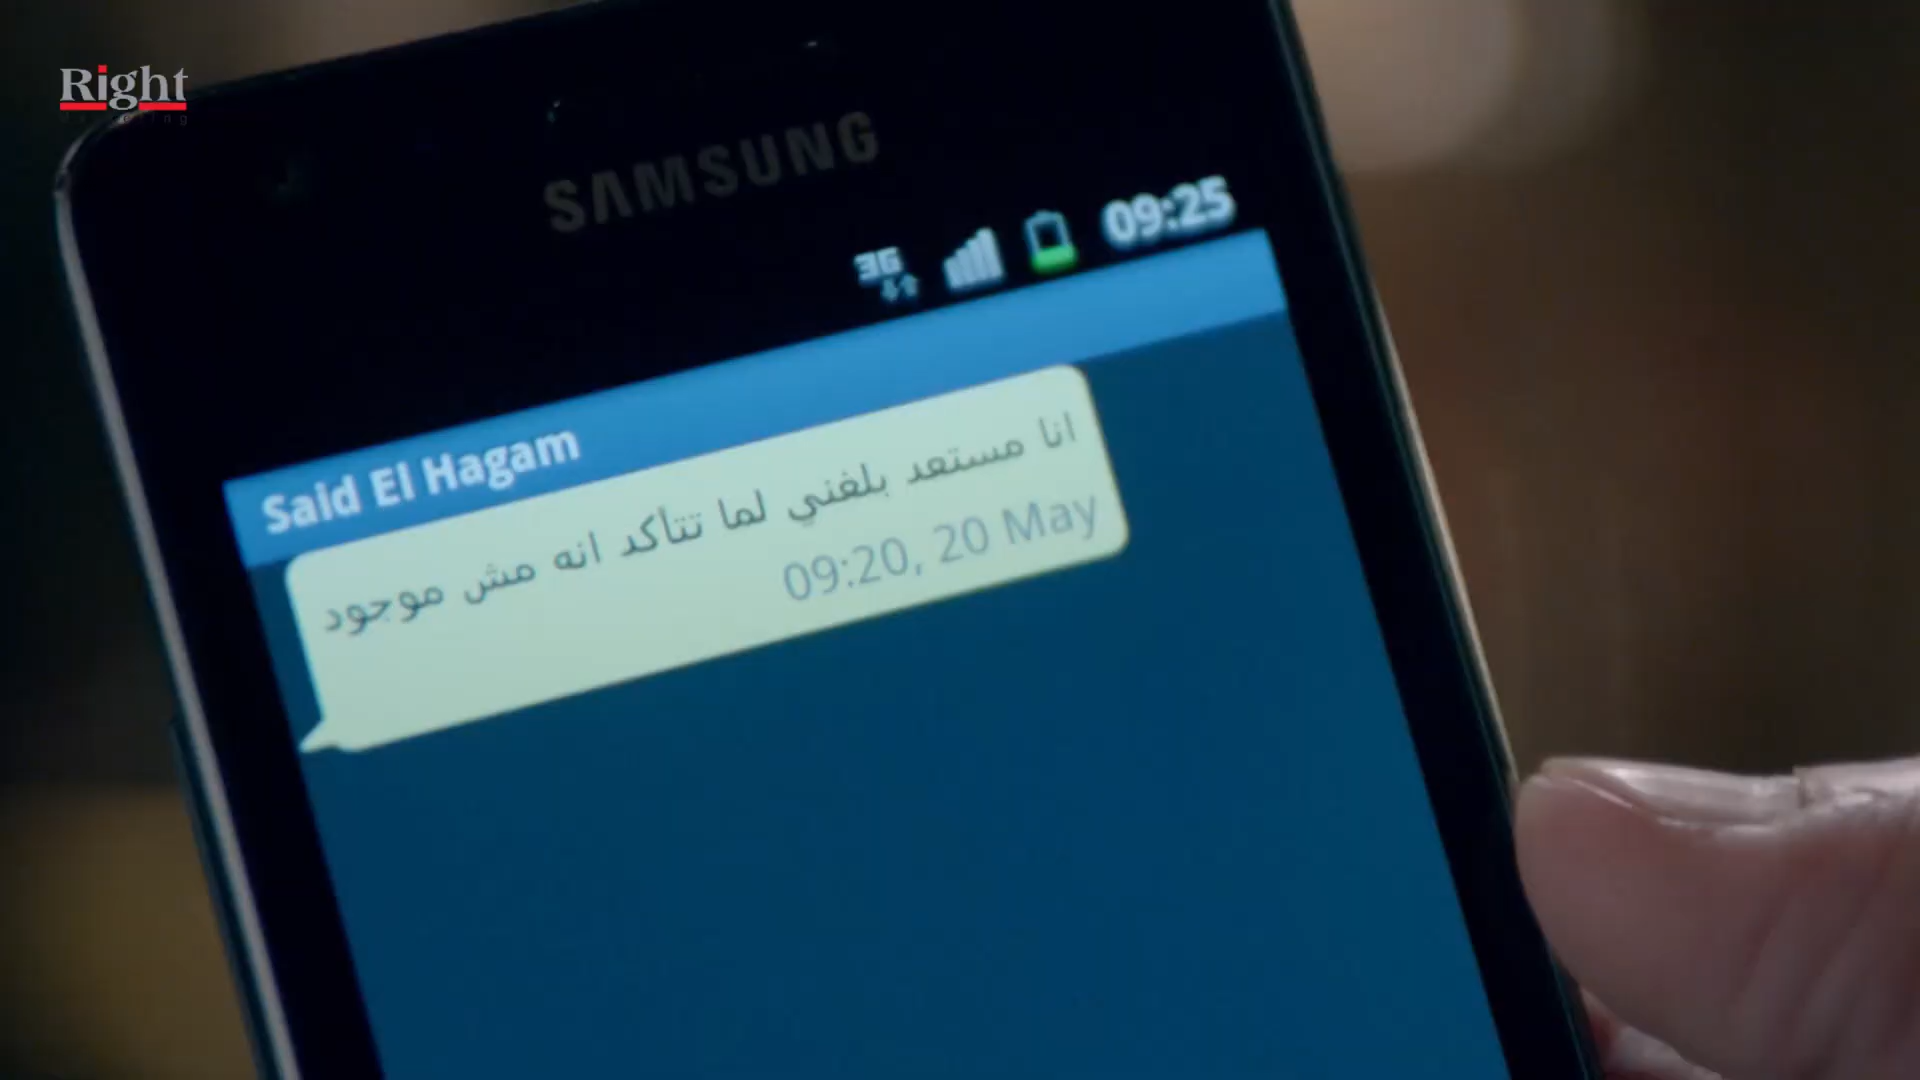 Right
SAMSUNG
3G 09:25
Said El Hagam
انا مستعد بلغني لما تتأكد انه مش موجود
09:20, 20 May